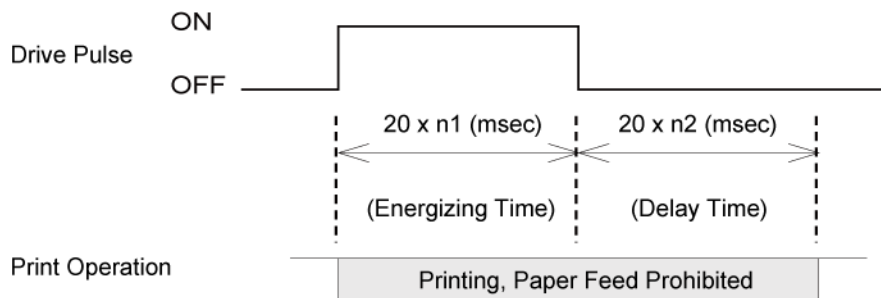 ON
Drive Pulse
OFF
20 x n1 (msec) 20 x n2 (msec)
(Energizing Time) (Delay Time)
Print Operation
Printing, Paper Feed Prohibited